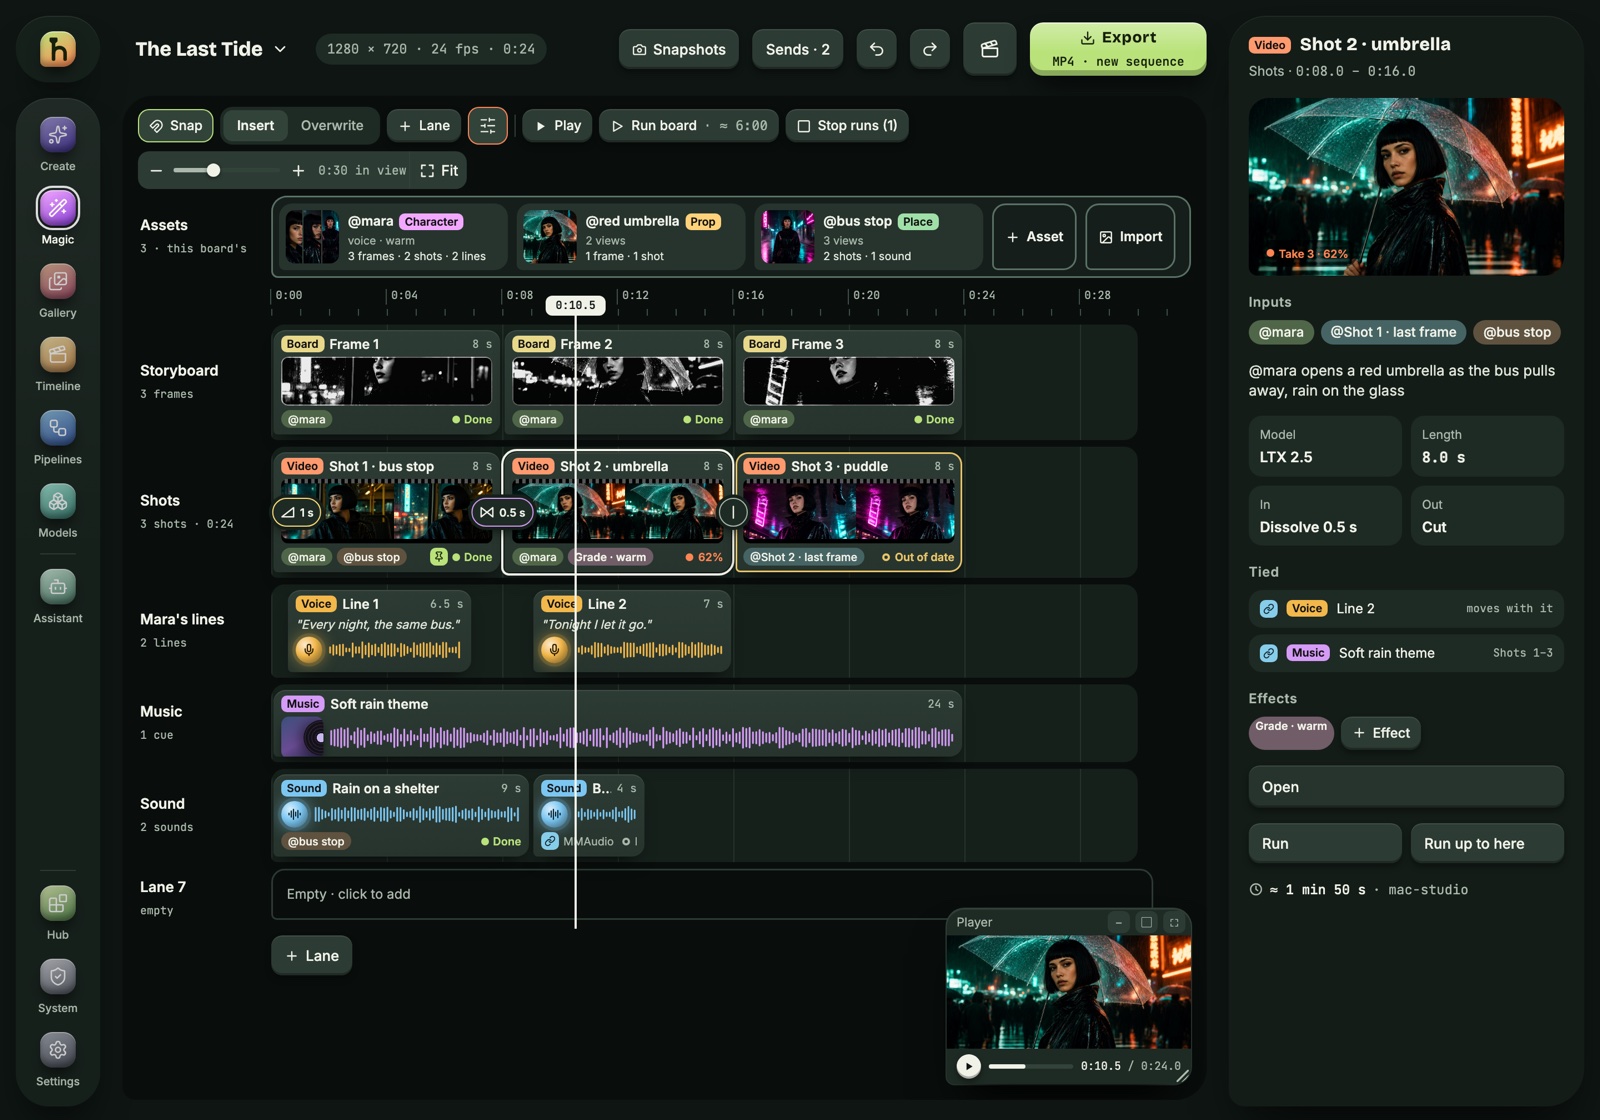 The Last Tide
1280 × 720 · 24 fps · 0:24
Snapshots
Sends · 2
Export
MP4 · new sequence
Create
Magic
Gallery
Timeline
Pipelines
Models
Assistant
Hub
System
Settings
Snap
Insert
Overwrite
+ Lane
Play
Run board · ≈ 6:00
Stop runs (1)
0:30 in view
Fit
Assets
3 · this board's
@mara Character
voice · warm
3 frames · 2 shots · 2 lines
@red umbrella Prop
2 views
1 frame · 1 shot
@bus stop Place
3 views
2 shots · 1 sound
+ Asset
Import
0:00
0:04
0:08
0:12
0:16
0:20
0:24
0:28
0:10.5
Storyboard
3 frames
Board Frame 1 8 s
@mara Done
Board Frame 2 8 s
@mara Done
Board Frame 3 8 s
@mara Done
Shots
3 shots · 0:24
Video Shot 1 · bus stop 8 s
1 s
@mara @bus stop Done
0.5 s
Video Shot 2 · umbrella 8 s
@mara Grade · warm 62%
Video Shot 3 · puddle 8 s
@Shot 2 · last frame Out of date
Mara's lines
2 lines
Voice Line 1 6.5 s
"Every night, the same bus."
Voice Line 2 7 s
"Tonight I let it go."
Music
1 cue
Music Soft rain theme 24 s
Sound
2 sounds
Sound Rain on a shelter 9 s
@bus stop Done
Sound B... 4 s
MMAudio
Lane 7
empty
Empty · click to add
+ Lane
Player
0:10.5 / 0:24.0
Video Shot 2 · umbrella
Shots · 0:08.0 – 0:16.0
Take 3 · 62%
Inputs
@mara @Shot 1 · last frame @bus stop
@mara opens a red umbrella as the bus pulls
away, rain on the glass
Model
LTX 2.5
Length
8.0 s
In
Dissolve 0.5 s
Out
Cut
Tied
Voice Line 2 moves with it
Music Soft rain theme Shots 1–3
Effects
Grade · warm
+ Effect
Open
Run
Run up to here
≈ 1 min 50 s · mac-studio